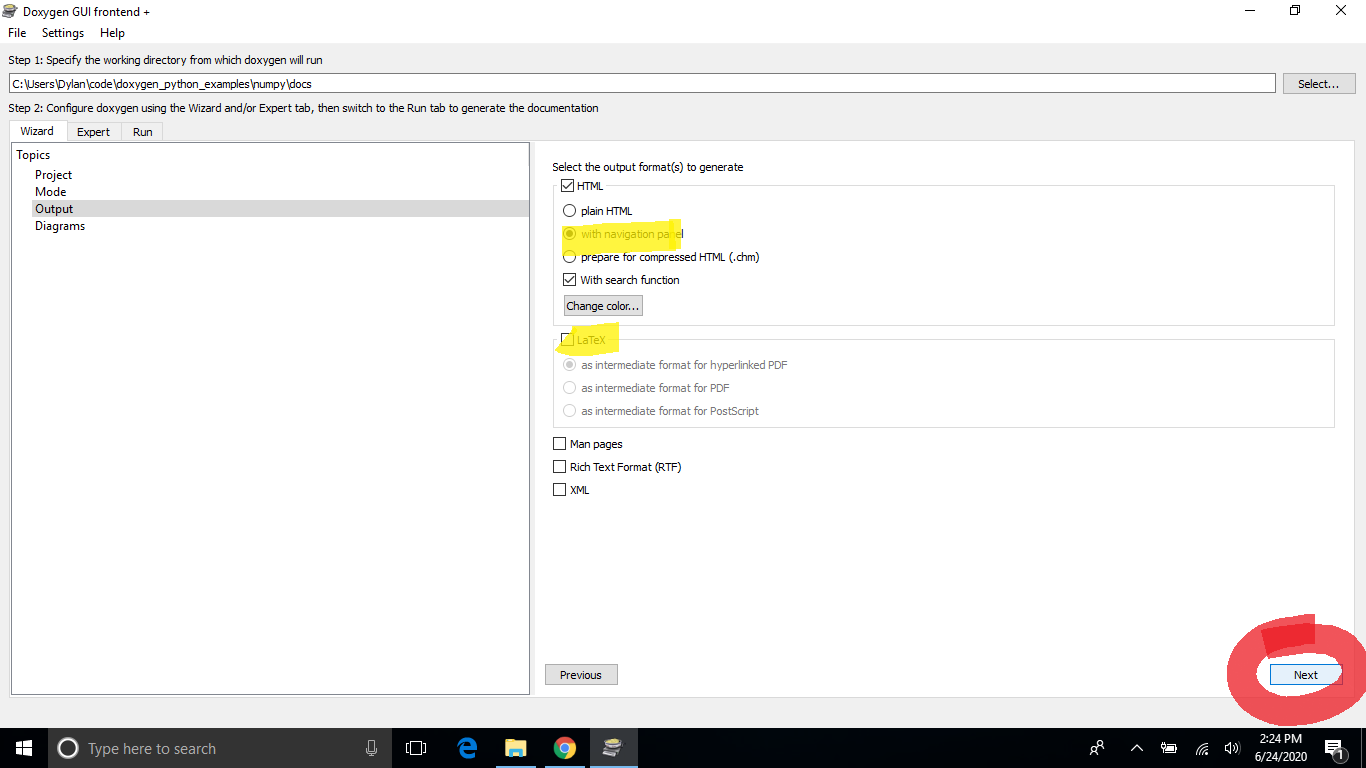 Doxygen GUI frontend +
File Settings Help
Step 1: Specify the working directory from which doxygen will run
C:\Users\Dylan\code\doxygen_python_examples\numpy\docs
Select...
Step 2: Configure doxygen using the Wizard and/or Expert tab, then switch to the Run tab to generate the documentation
Wizard Expert Run
Topics
Project
Mode
Output
Diagrams
Select the output format(s) to generate
HTML
plain HTML
with navigation panel
prepare for compressed HTML (.chm)
With search function
Change color...
LaTeX
as intermediate format for hyperlinked PDF
as intermediate format for PDF
as intermediate format for PostScript
Man pages
Rich Text Format (RTF)
XML
Previous
Next
Type here to search
2:24 PM
6/24/2020
1